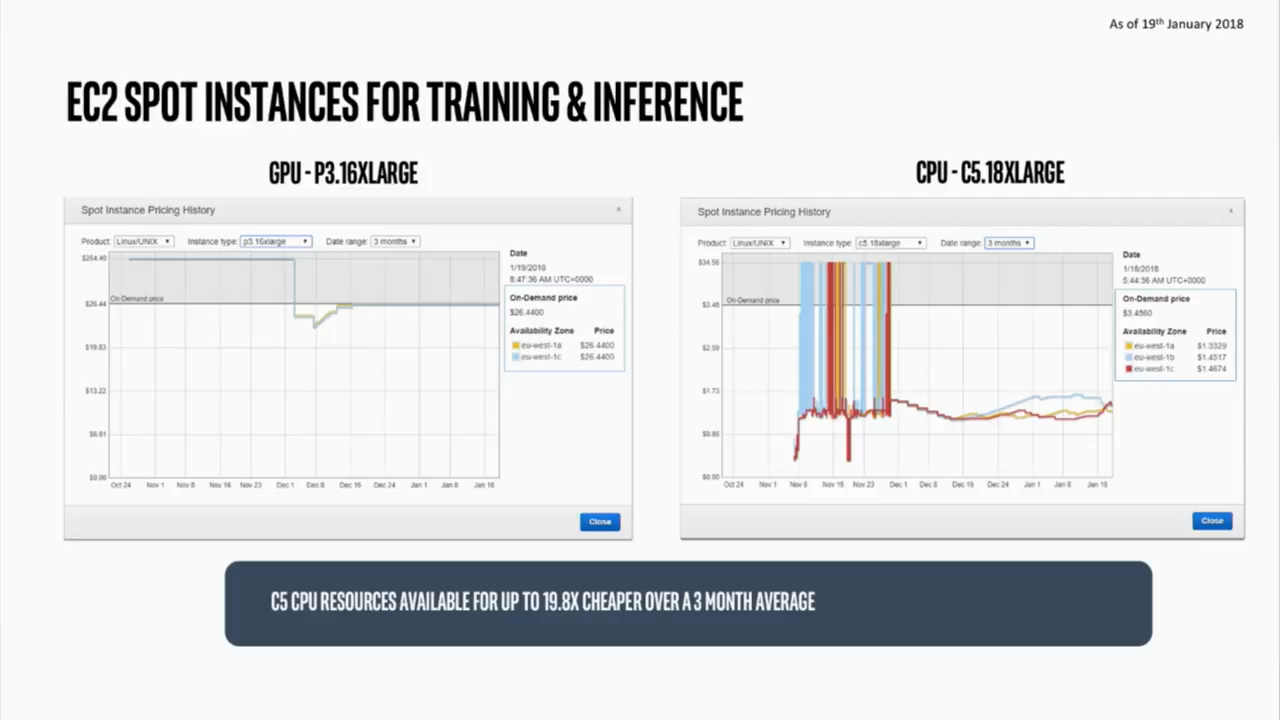 As of 19th January 2018
EC2 SPOT INSTANCES FOR TRAINING & INFERENCE
GPU - P3.16XLARGE
Spot Instance Pricing History
×
Product: Linux/UNIX Instance type: p3.16xlarge Date range: 3 months
$264.40
On-Demand price
$26.44
$19.83
$13.22
$6.61
$0.00
Oct 24 Nov 1 Nov 8 Nov 16 Nov 23 Dec 1 Dec 8 Dec 16 Dec 24 Jan 1 Jan 8 Jan 16
Date
1/19/2018
8:47:36 AM UTC+0000
On-Demand price
$26.4400
Availability Zone Price
eu-west-1a $26.4400
eu-west-1c $26.4400
Close
CPU - C5.18XLARGE
Spot Instance Pricing History
×
Product: Linux/UNIX Instance type: c5.18xlarge Date range: 3 months
$34.56
On-Demand price
$3.46
$2.59
$1.73
$0.86
$0.00
Oct 24 Nov 1 Nov 8 Nov 16 Nov 23 Dec 1 Dec 8 Dec 16 Dec 24 Jan 1 Jan 8 Jan 16
Date
1/18/2018
5:44:36 AM UTC+0000
On-Demand price
$3.4560
Availability Zone Price
eu-west-1a $1.3329
eu-west-1b $1.4317
eu-west-1c $1.4674
Close
C5 CPU RESOURCES AVAILABLE FOR UP TO 19.8X CHEAPER OVER A 3 MONTH AVERAGE